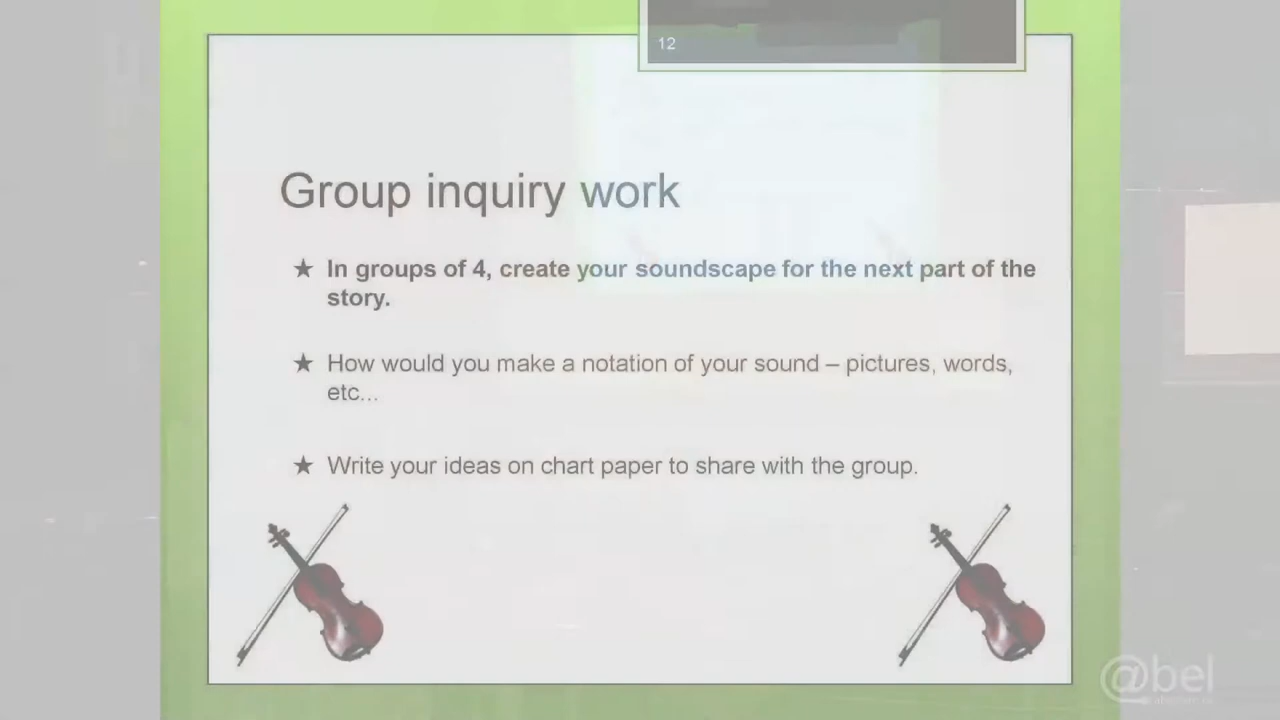 12
Group inquiry work
★ In groups of 4, create your soundscape for the next part of the
story.
★ How would you make a notation of your sound – pictures, words,
etc...
★ Write your ideas on chart paper to share with the group.
@bel